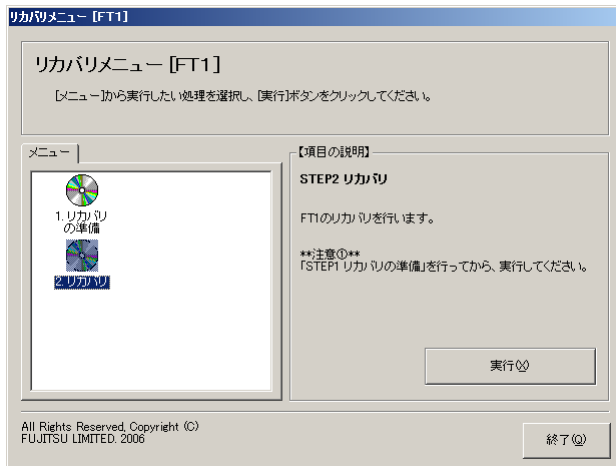 リカバリメニュー [FT1]
リカバリメニュー [FT1]
[メニュー]から実行したい処理を選択し、[実行]ボタンをクリックしてください。
メニュー
1. リカバリ
の準備
2.リカバリ
【項目の説明】
STEP2 リカバリ
FT1のリカバリを行います。
**注意①**
「STEP1 リカバリの準備」を行ってから、実行してください。
実行(X)
All Rights Reserved, Copyright (C)
FUJITSU LIMITED. 2006
終了(Q)